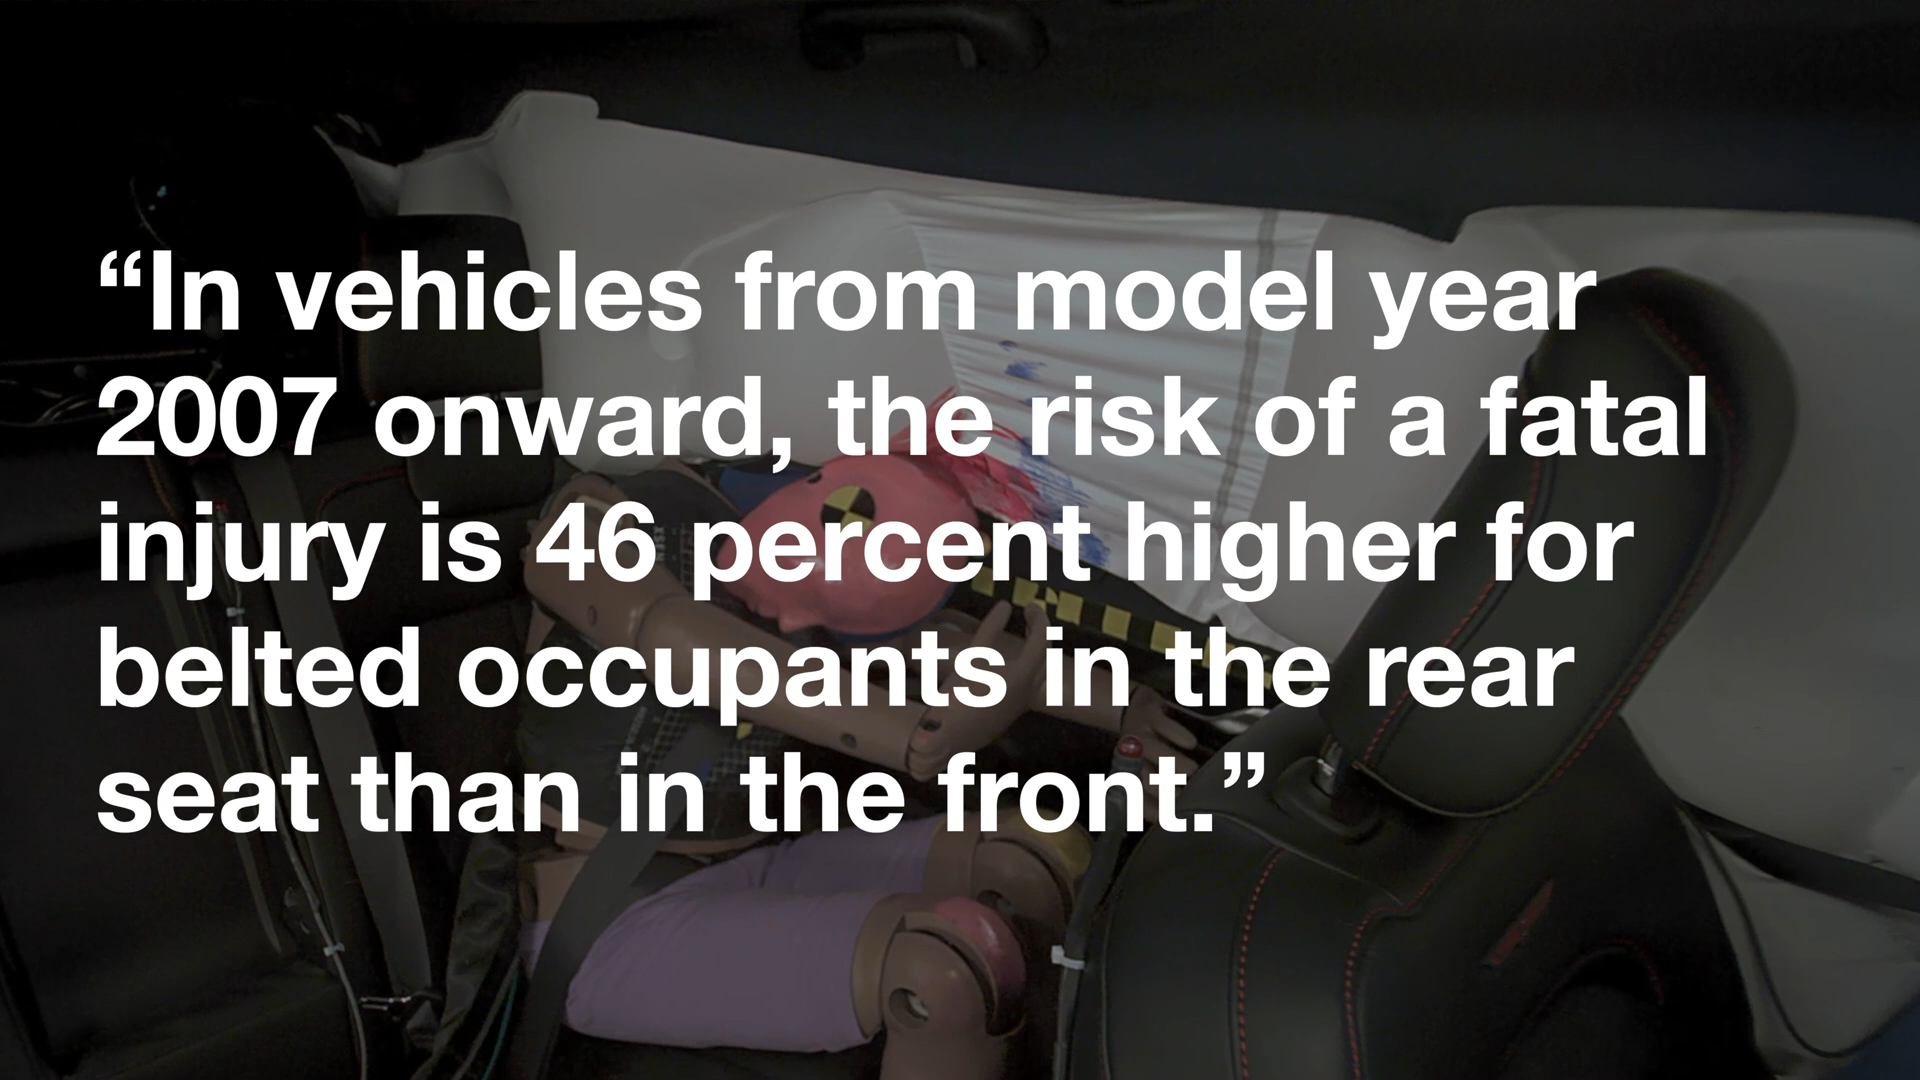 “In vehicles from model year
2007 onward, the risk of a fatal
injury is 46 percent higher for
belted occupants in the rear
seat than in the front.”